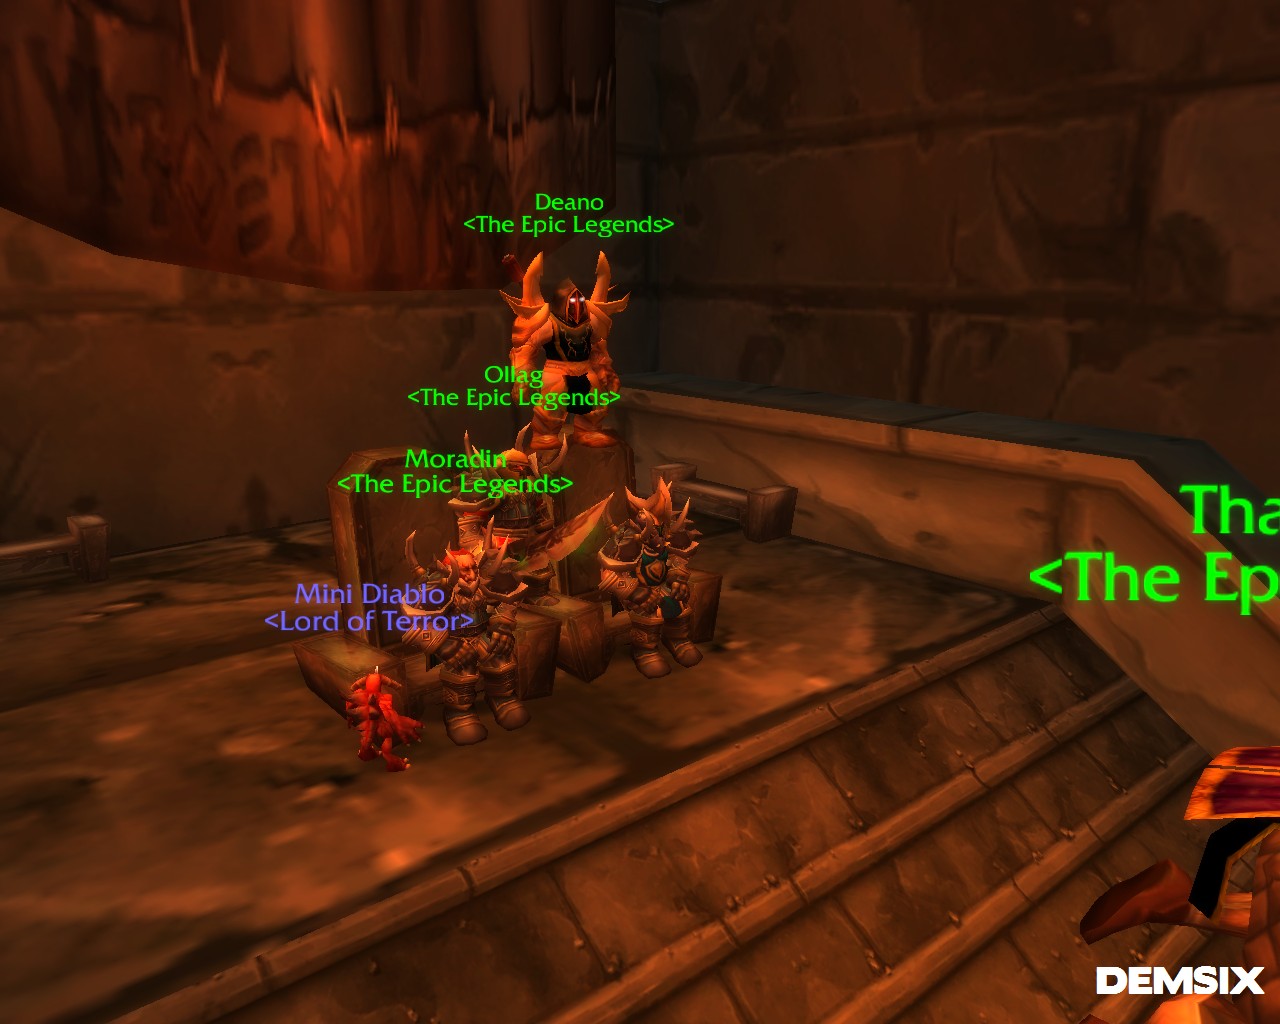 Deano
<The Epic Legends>
Ollag
<The Epic Legends>
Moradin
<The Epic Legends>
Tha
<The Ep
Mini Diablo
<Lord of Terror>
DEMSIX